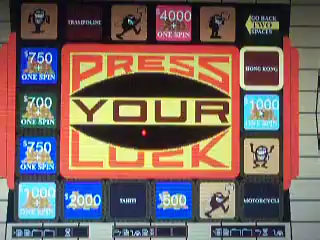 TRAMPOLINE
$4000
ONE SPIN
GO BACK
TWO
SPACES
$750
ONE SPIN
PRESS
YOUR
LUCK
HONG KONG
$700
ONE SPIN
$1000
ONE SPIN
$750
ONE SPIN
$1000
ONE SPIN
$2000
TAHITI
$500
MOTORCYCLE